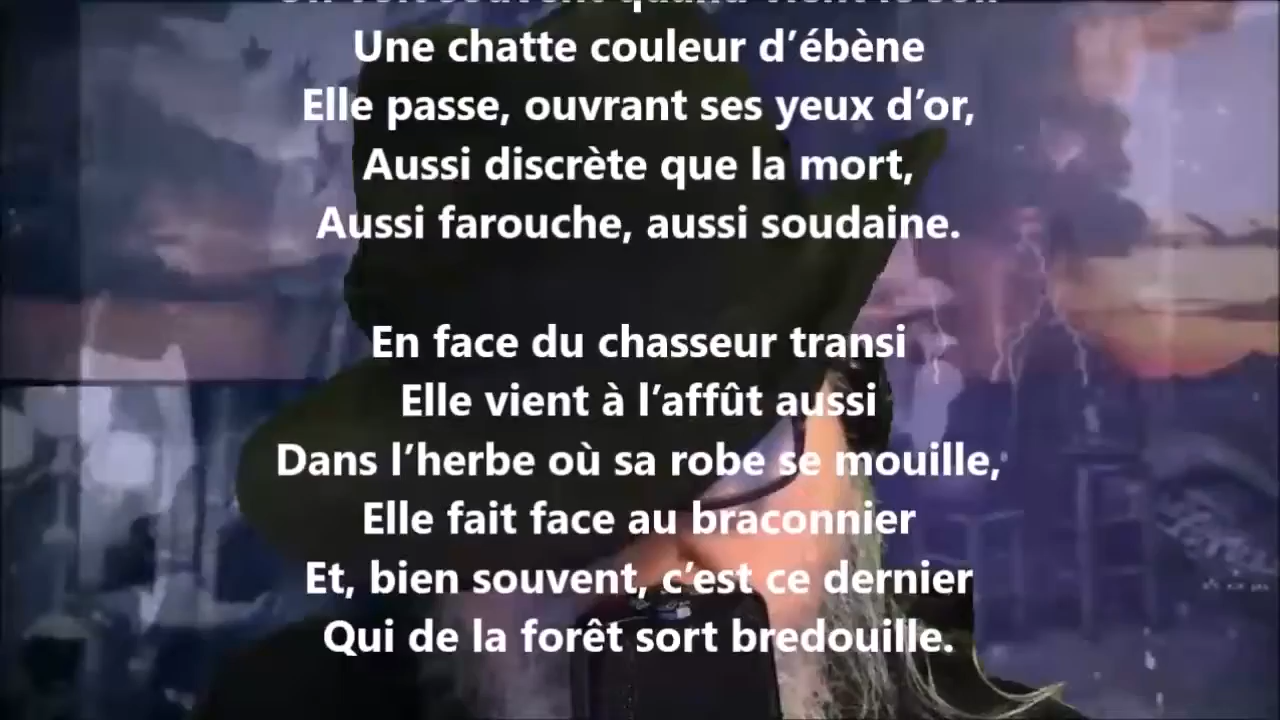 Une chatte couleur d’ébène
Elle passe, ouvrant ses yeux d’or,
Aussi discrète que la mort,
Aussi farouche, aussi soudaine.
En face du chasseur transi
Elle vient à l’affût aussi
Dans l’herbe où sa robe se mouille,
Elle fait face au braconnier
Et, bien souvent, c’est ce dernier
Qui de la forêt sort bredouille.